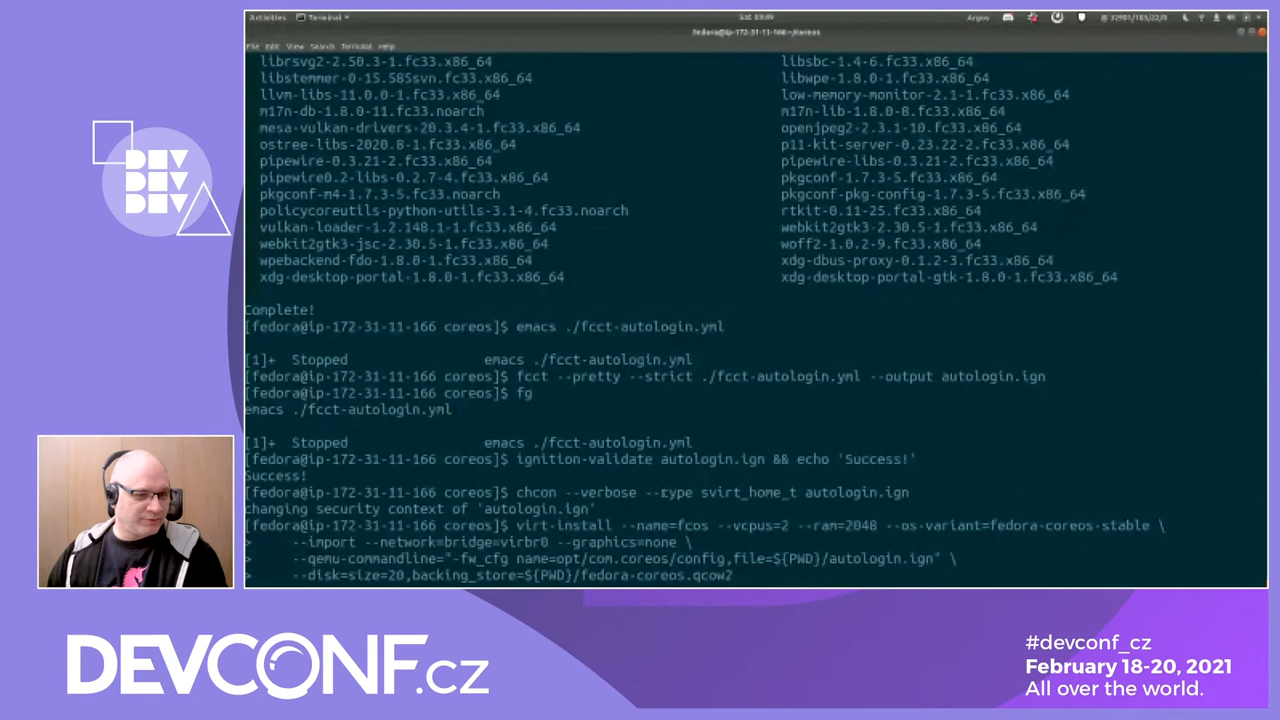 Activities Terminal
Sat 03:09
Argos
fedora@ip-172-31-11-166:~/coreos
File Edit View Search Terminal Help
librsvg2-2.50.3-1.fc33.x86_64 libsbc-1.4-6.fc33.x86_64
libstemmer-0-15.585svn.fc33.x86_64 libwpe-1.8.0-1.fc33.x86_64
llvm-libs-11.0.0-1.fc33.x86_64 low-memory-monitor-2.1-1.fc33.x86_64
m17n-db-1.8.0-11.fc33.noarch m17n-lib-1.8.0-8.fc33.x86_64
mesa-vulkan-drivers-20.3.4-1.fc33.x86_64 openjpeg2-2.3.1-10.fc33.x86_64
ostree-libs-2020.8-1.fc33.x86_64 p11-kit-server-0.23.22-2.fc33.x86_64
pipewire-0.3.21-2.fc33.x86_64 pipewire-libs-0.3.21-2.fc33.x86_64
pipewire0.2-libs-0.2.7-4.fc33.x86_64 pkgconf-1.7.3-5.fc33.x86_64
pkgconf-m4-1.7.3-5.fc33.noarch pkgconf-pkg-config-1.7.3-5.fc33.x86_64
policycoreutils-python-utils-3.1-4.fc33.noarch rtkit-0.11-25.fc33.x86_64
vulkan-loader-1.2.148.1-1.fc33.x86_64 webkit2gtk3-2.30.5-1.fc33.x86_64
webkit2gtk3-jsc-2.30.5-1.fc33.x86_64 woff2-1.0.2-9.fc33.x86_64
wpebackend-fdo-1.8.0-1.fc33.x86_64 xdg-dbus-proxy-0.1.2-3.fc33.x86_64
xdg-desktop-portal-1.8.0-1.fc33.x86_64 xdg-desktop-portal-gtk-1.8.0-1.fc33.x86_64
Complete!
[fedora@ip-172-31-11-166 coreos]$ emacs ./fcct-autologin.yml
[1]+ Stopped emacs ./fcct-autologin.yml
[fedora@ip-172-31-11-166 coreos]$ fcct --pretty --strict ./fcct-autologin.yml --output autologin.ign
[fedora@ip-172-31-11-166 coreos]$ fg
emacs ./fcct-autologin.yml
[1]+ Stopped emacs ./fcct-autologin.yml
[fedora@ip-172-31-11-166 coreos]$ ignition-validate autologin.ign && echo 'Success!'
Success!
[fedora@ip-172-31-11-166 coreos]$ chcon --verbose --type svirt_home_t autologin.ign
changing security context of 'autologin.ign'
[fedora@ip-172-31-11-166 coreos]$ virt-install --name=fcos --vcpus=2 --ram=2048 --os-variant=fedora-coreos-stable \
> --import --network=bridge=virbr0 --graphics=none \
> --qemu-commandline="-fw_cfg name=opt/com.coreos/config,file=${PWD}/autologin.ign" \
> --disk=size=20,backing_store=${PWD}/fedora-coreos.qcow2
DEV
DEV
DEV
DEVCONF.cz
#devconf_cz
February 18-20, 2021
All over the world.